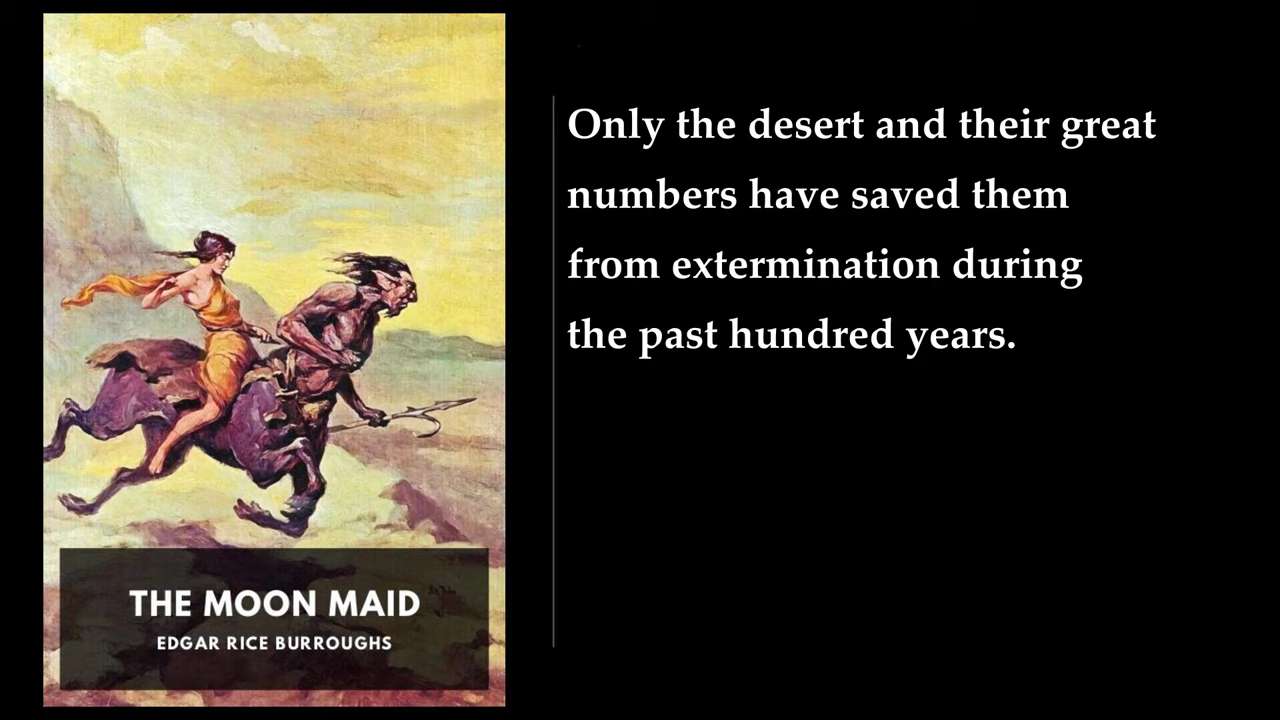 Only the desert and their great
numbers have saved them
from extermination during
the past hundred years.
THE MOON MAID
EDGAR RICE BURROUGHS